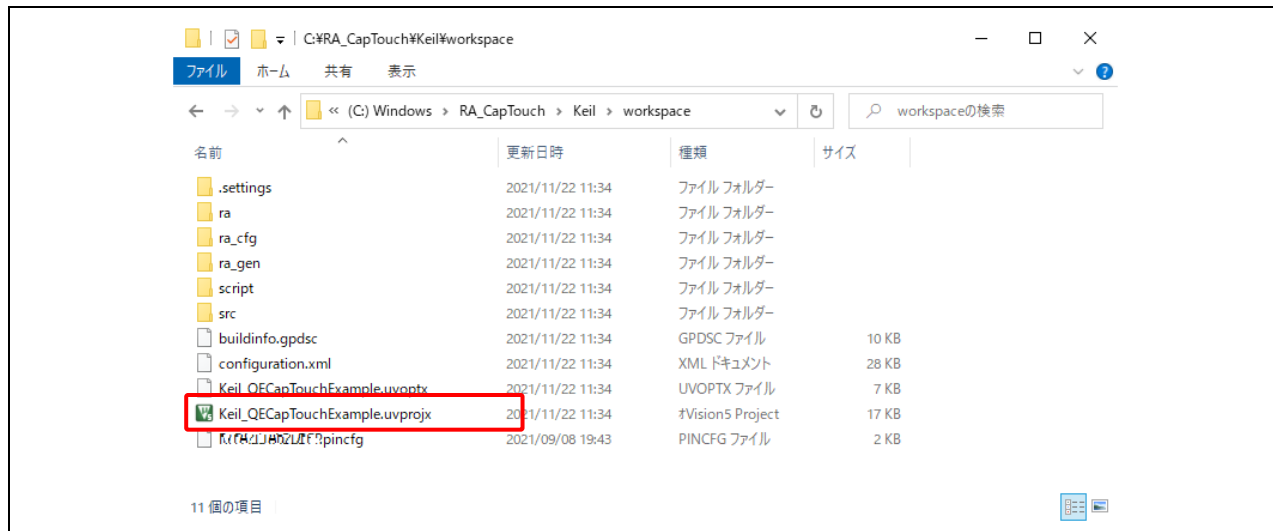 C:¥RA_CapTouch¥Keil¥workspace
ファイル ホーム 共有 表示
« (C:) Windows › RA_CapTouch › Keil › workspace workspaceの検索
名前 更新日時 種類 サイズ
.settings 2021/11/22 11:34 ファイル フォルダー
ra 2021/11/22 11:34 ファイル フォルダー
ra_cfg 2021/11/22 11:34 ファイル フォルダー
ra_gen 2021/11/22 11:34 ファイル フォルダー
script 2021/11/22 11:34 ファイル フォルダー
src 2021/11/22 11:34 ファイル フォルダー
buildinfo.gpdsc 2021/11/22 11:34 GPDSC ファイル 10 KB
configuration.xml 2021/11/22 11:34 XML ドキュメント 28 KB
Keil_QECapTouchExample.uvoptx 2021/11/22 11:34 UVOPTX ファイル 7 KB
Keil_QECapTouchExample.uvprojx 2021/11/22 11:34 ｵVision5 Project 17 KB
pincfg 2021/09/08 19:43 PINCFG ファイル 2 KB
11 個の項目